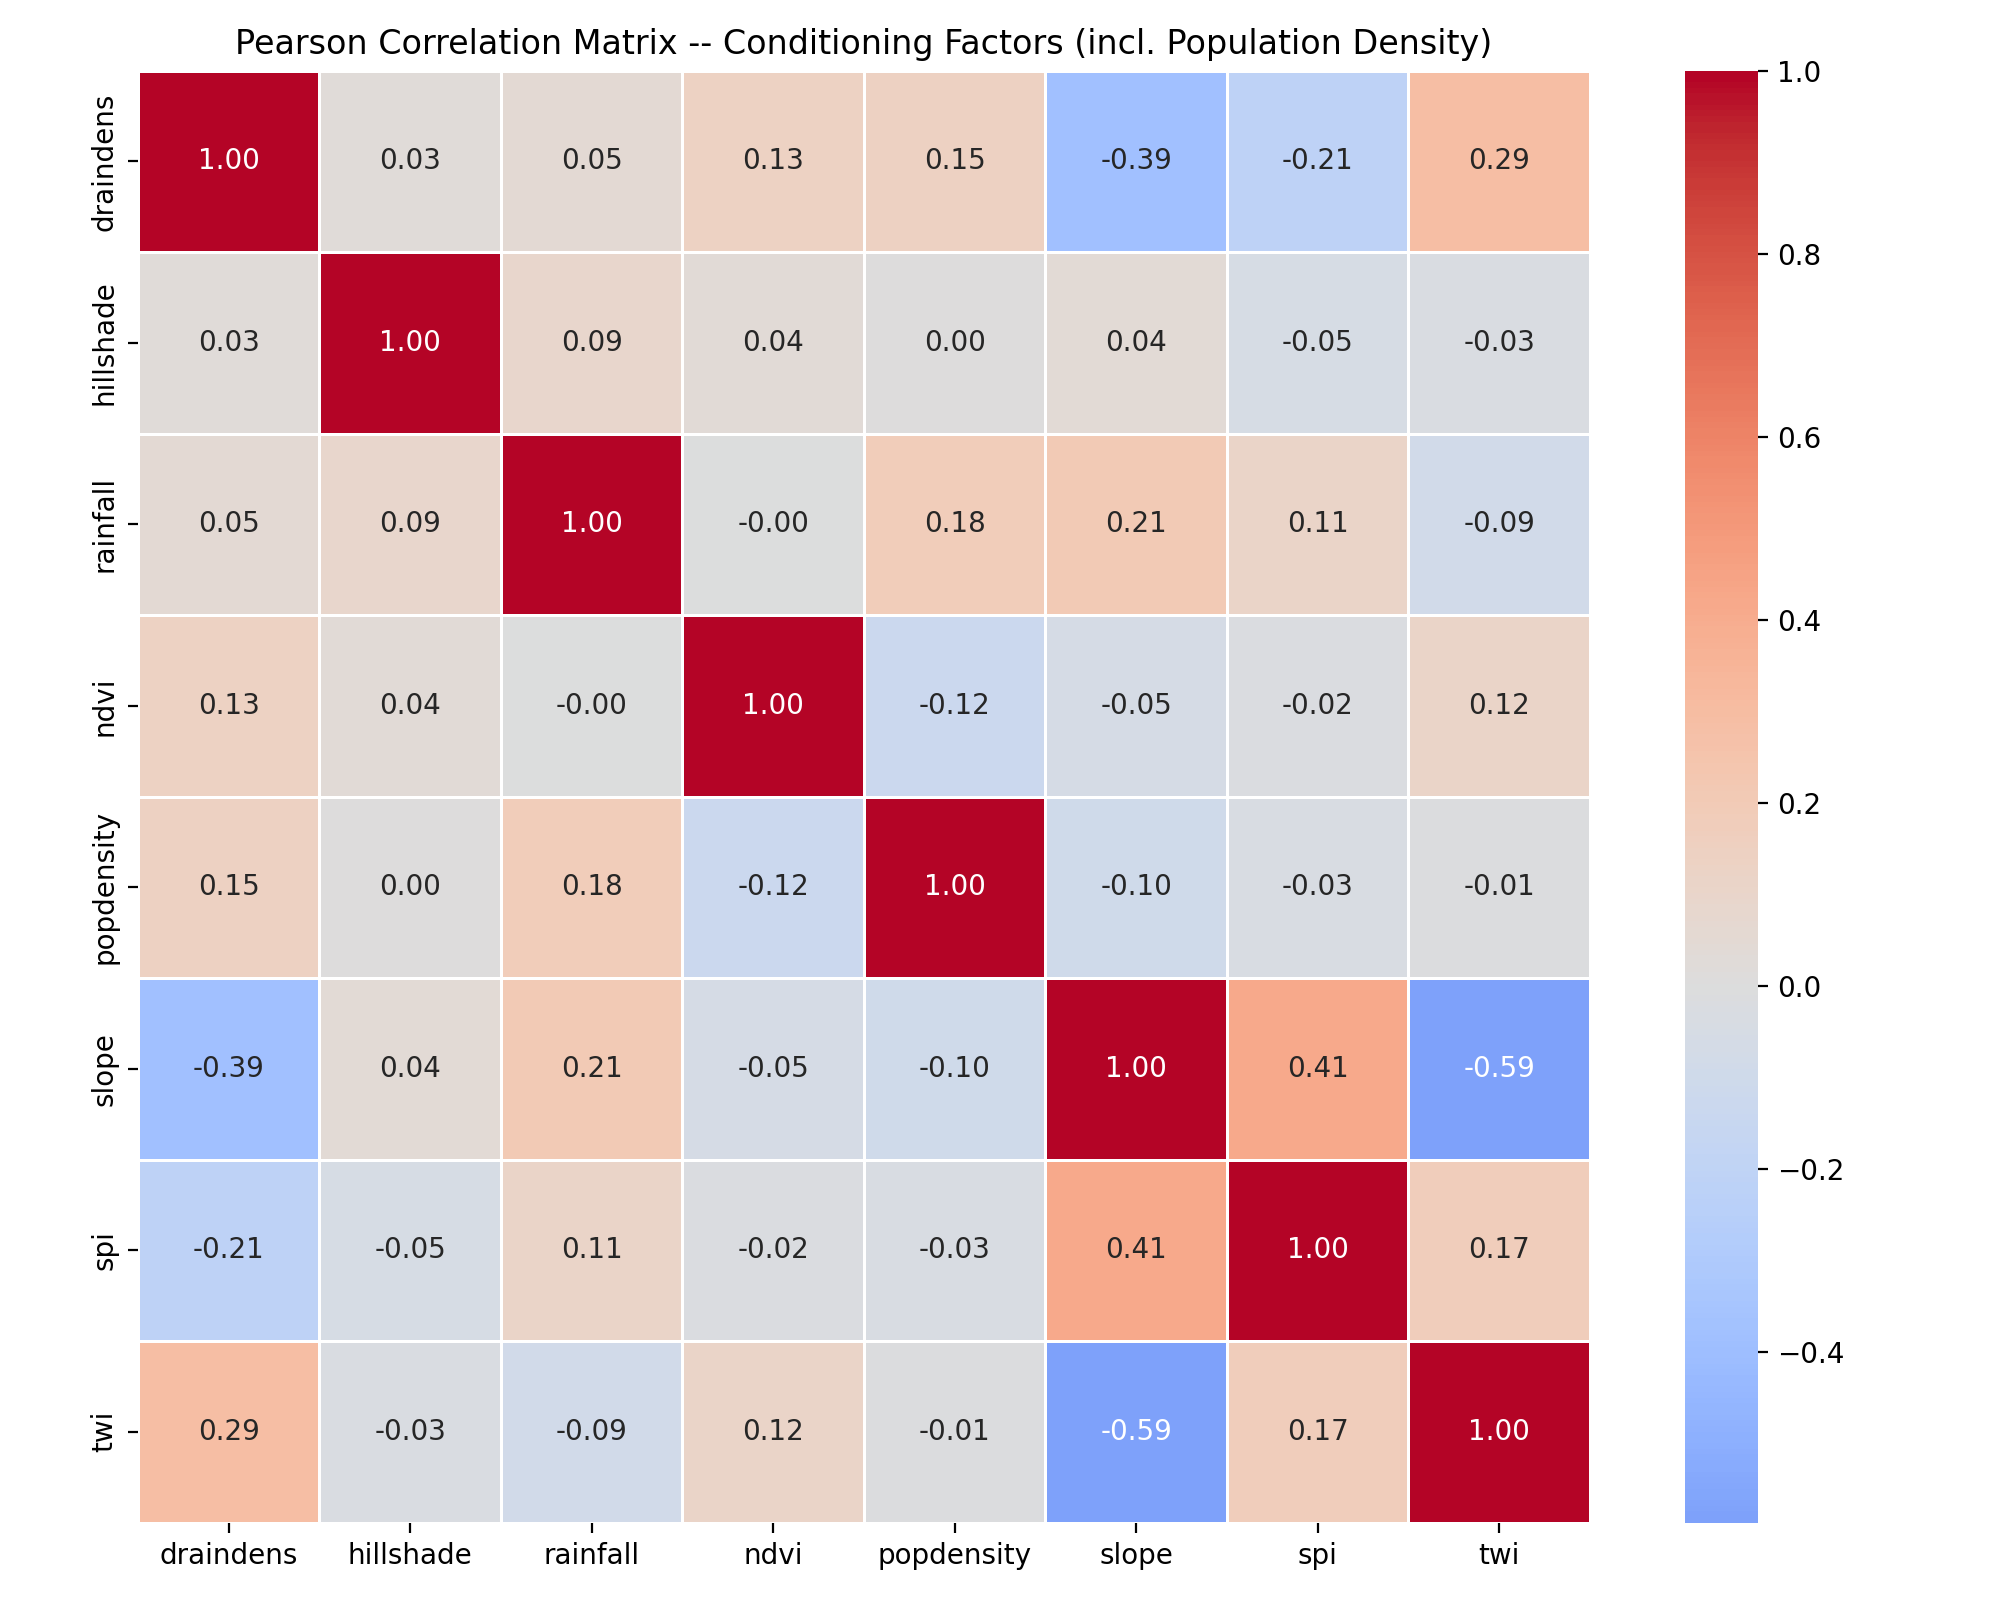 Pearson Correlation Matrix -- Conditioning Factors (incl. Population Density)
draindens 1.00 0.03 0.05 0.13 0.15 -0.39 -0.21 0.29
hillshade 0.03 1.00 0.09 0.04 0.00 0.04 -0.05 -0.03
rainfall 0.05 0.09 1.00 -0.00 0.18 0.21 0.11 -0.09
ndvi 0.13 0.04 -0.00 1.00 -0.12 -0.05 -0.02 0.12
popdensity 0.15 0.00 0.18 -0.12 1.00 -0.10 -0.03 -0.01
slope -0.39 0.04 0.21 -0.05 -0.10 1.00 0.41 -0.59
spi -0.21 -0.05 0.11 -0.02 -0.03 0.41 1.00 0.17
twi 0.29 -0.03 -0.09 0.12 -0.01 -0.59 0.17 1.00
draindens hillshade rainfall ndvi popdensity slope spi twi
1.0
0.8
0.6
0.4
0.2
0.0
−0.2
−0.4